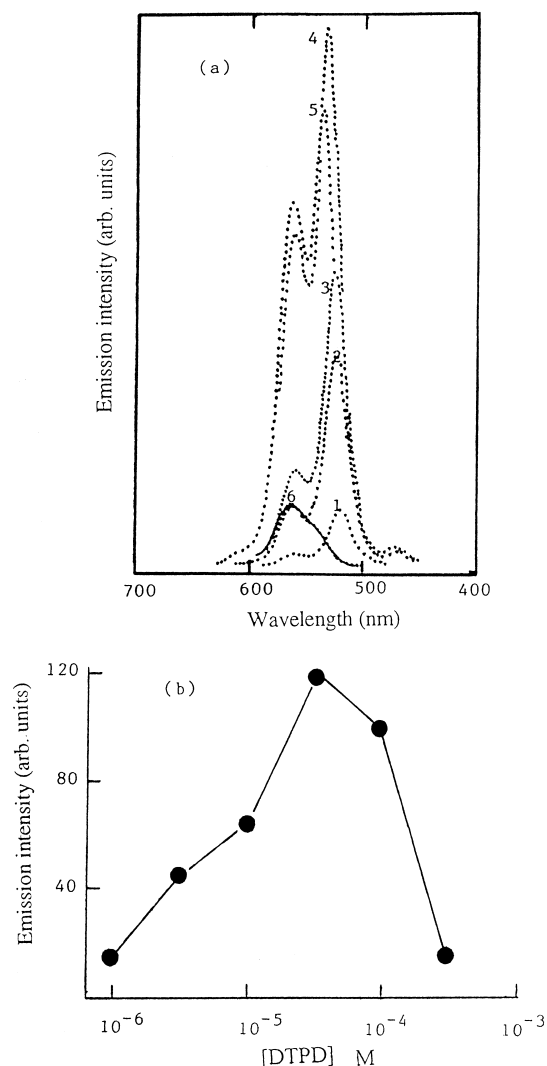 (a)
4
5
3
2
6
1
Emission intensity (arb. units)
700 600 500 400
Wavelength (nm)
(b)
120
80
40
Emission intensity (arb. units)
10^-6 10^-5 10^-4 10^-3
[DTPD] M